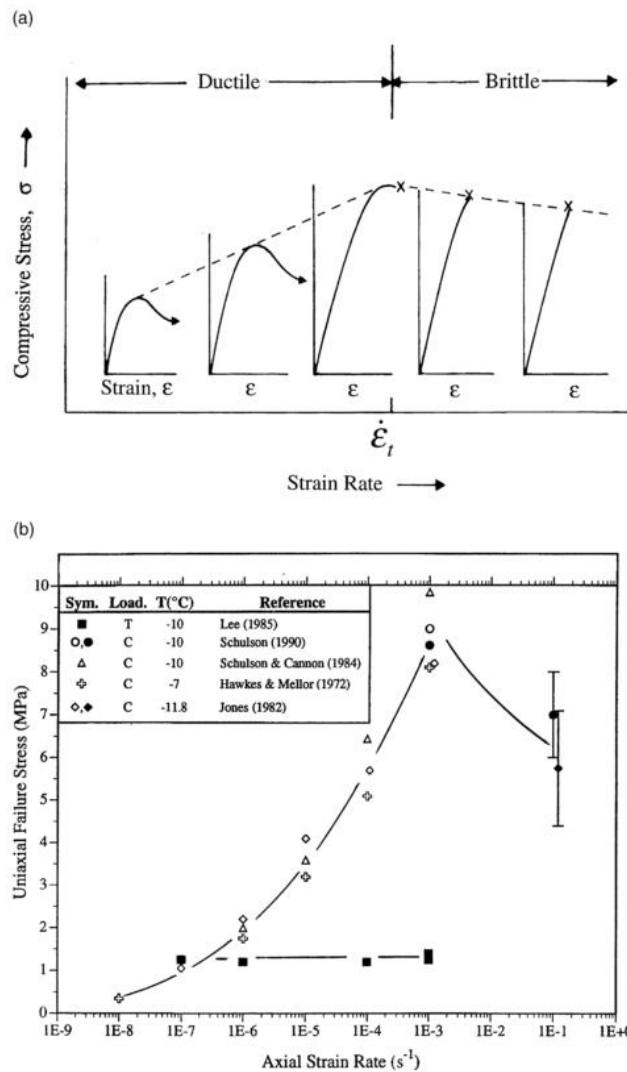 (a)
Ductile
Brittle
Compressive Stress, σ
Strain, ε
ε
ε
ε
ε
ε̇t
Strain Rate
(b)
Sym. Load. T(°C) Reference
T -10 Lee (1985)
, C -10 Schulson (1990)
C -10 Schulson & Cannon (1984)
C -7 Hawkes & Mellor (1972)
, C -11.8 Jones (1982)
Uniaxial Failure Stress (MPa)
10
9
8
7
6
5
4
3
2
1
0
1E-9 1E-8 1E-7 1E-6 1E-5 1E-4 1E-3 1E-2 1E-1 1E+0
Axial Strain Rate (s⁻¹)